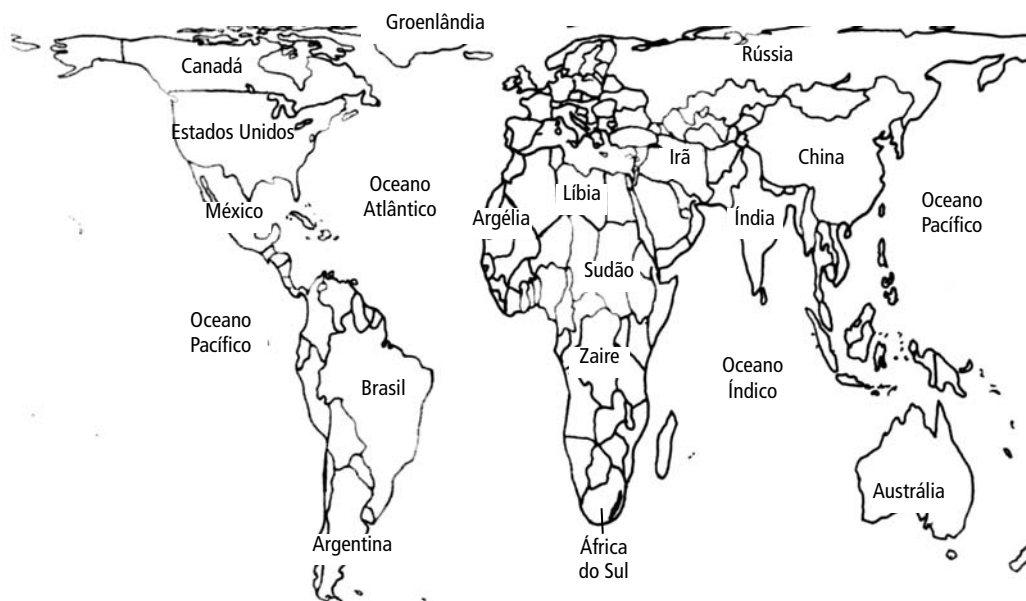 Groenlândia
Canadá
Rússia
Estados Unidos
Irã
China
Oceano
Atlântico
Líbia
México
Argélia
Índia
Oceano
Pacífico
Sudão
Oceano
Pacífico
Zaire
Oceano
Índico
Brasil
Austrália
Argentina
África
do Sul